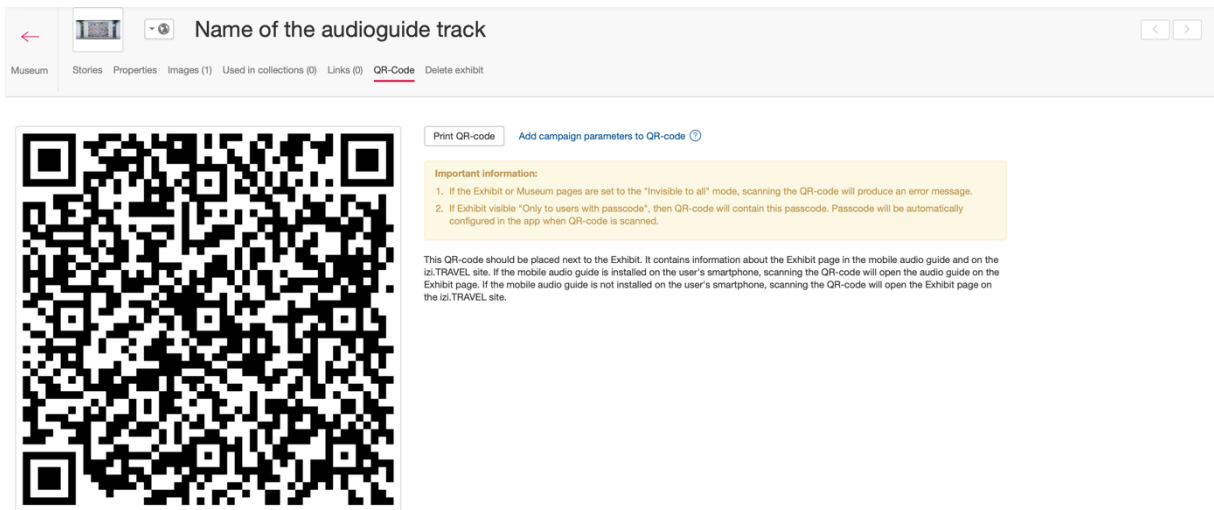 Name of the audioguide track
Museum
Stories Properties Images (1) Used in collections (0) Links (0) QR-Code Delete exhibit
Print QR-code Add campaign parameters to QR-code ?
Important information:
1. If the Exhibit or Museum pages are set to the "Invisible to all" mode, scanning the QR-code will produce an error message.
2. If Exhibit visible "Only to users with passcode", then QR-code will contain this passcode. Passcode will be automatically
configured in the app when QR-code is scanned.
This QR-code should be placed next to the Exhibit. It contains information about the Exhibit page in the mobile audio guide and on the
izi.TRAVEL site. If the mobile audio guide is installed on the user's smartphone, scanning the QR-code will open the audio guide on the
Exhibit page. If the mobile audio guide is not installed on the user's smartphone, scanning the QR-code will open the Exhibit page on
the izi.TRAVEL site.